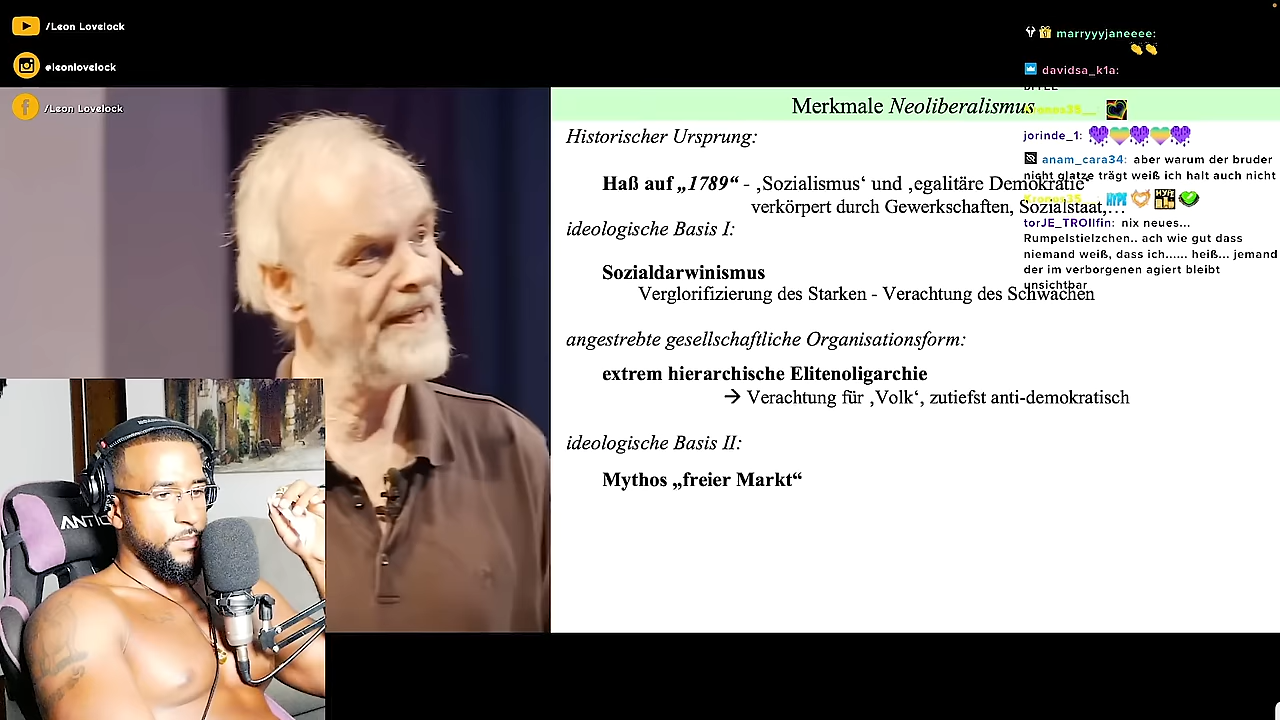 /Leon Lovelock
@leonlovelock
/Leon Lovelock
Merkmale Neoliberalismus
Historischer Ursprung:
Haß auf „1789“ - ‚Sozialismus‘ und ‚egalitäre Demokratie‘
verkörpert durch Gewerkschaften, Sozialstaat,…
ideologische Basis I:
Sozialdarwinismus
Verglorifizierung des Starken - Verachtung des Schwachen
angestrebte gesellschaftliche Organisationsform:
extrem hierarchische Elitenoligarchie
→ Verachtung für ‚Volk‘, zutiefst anti-demokratisch
ideologische Basis II:
Mythos „freier Markt“
marryyyjaneeee:
davidsa_k1a:
jorinde_1:
anam_cara34: aber warum der bruder
nicht glatze trägt weiß ich halt auch nicht
HYPE
torJE_TROllfin: nix neues...
Rumpelstielzchen.. ach wie gut dass
niemand weiß, dass ich...... heiß... jemand
der im verborgenen agiert bleibt
unsichtbar